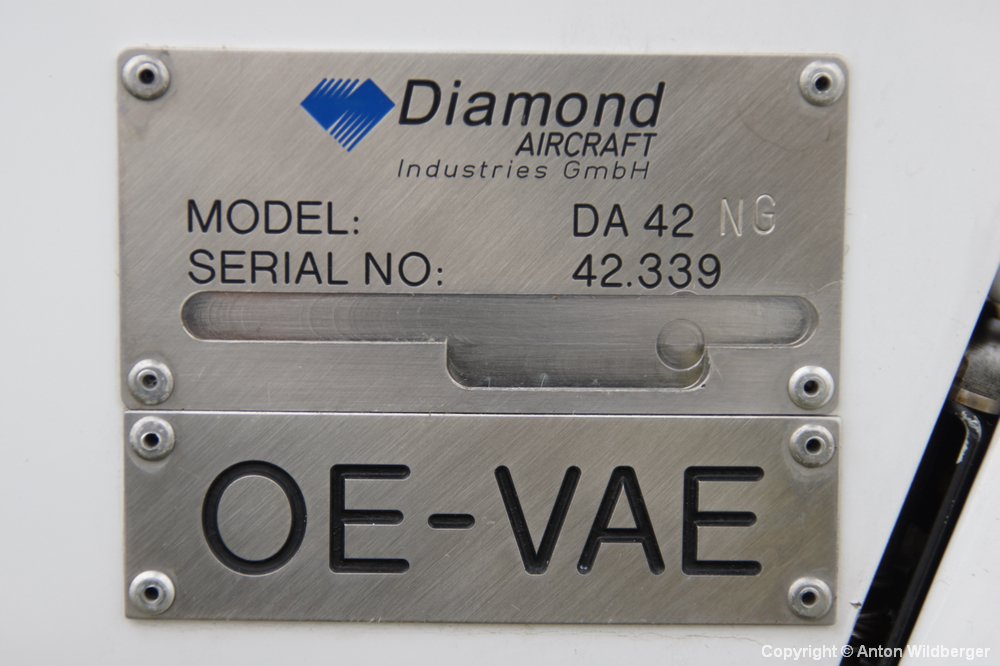 Diamond
AIRCRAFT
Industries GmbH
MODEL: DA 42 NG
SERIAL NO: 42.339
OE-VAE
Copyright © Anton Wildberger